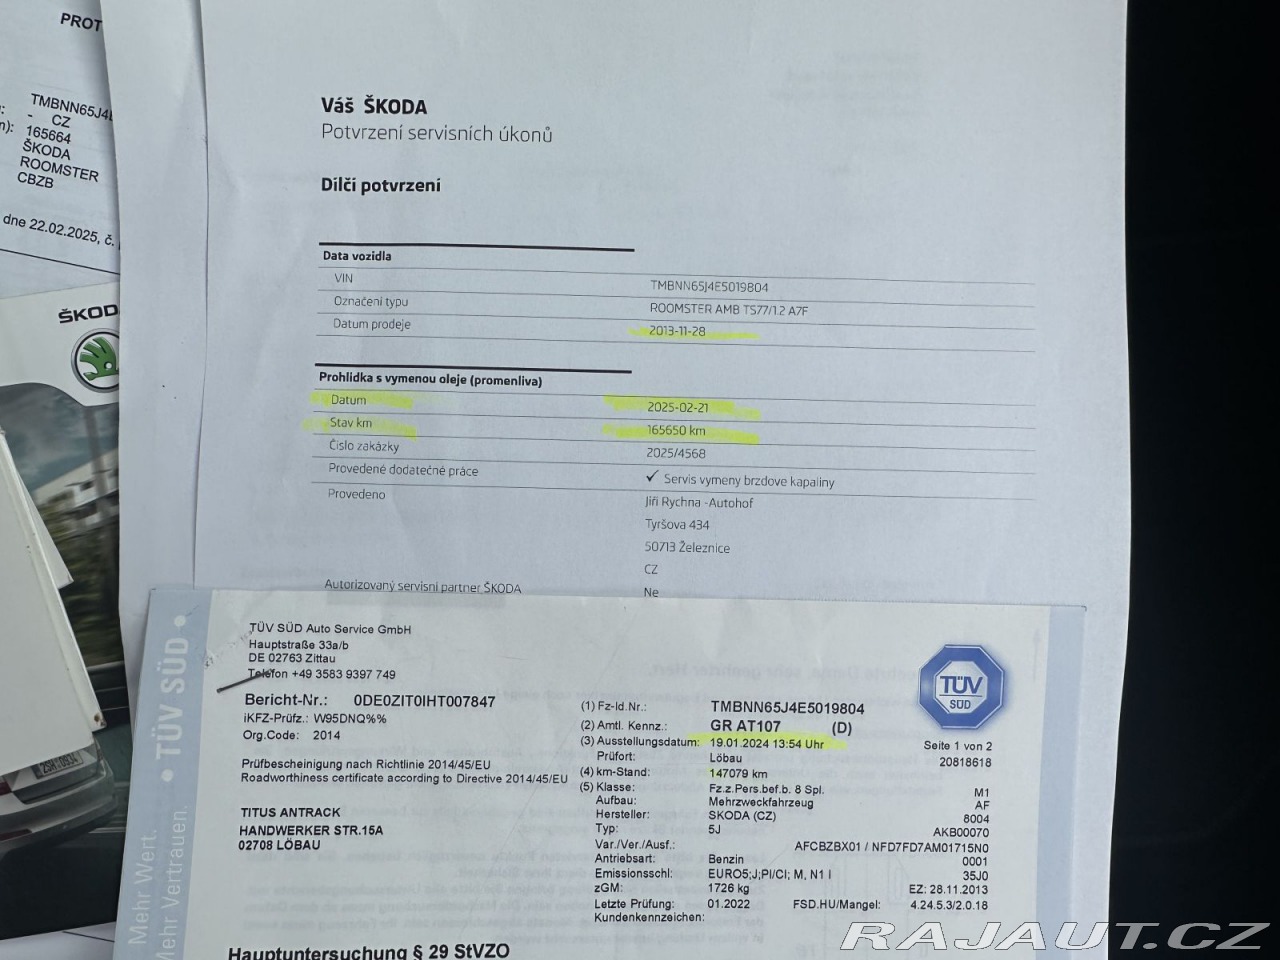 PROT
TMBNN65J4
- CZ
165664
ŠKODA
ROOMSTER
CBZB
dne 22.02.2025, č.
ŠKOD
Váš ŠKODA
Potvrzení servisních úkonů
Dílčí potvrzení
Data vozidla
VIN TMBNN65J4E5019804
Označení typu ROOMSTER AMB TS77/1.2 A7F
Datum prodeje 2013-11-28
Prohlidka s vymenou oleje (promenliva)
Datum 2025-02-21
Stav km 165650 km
Číslo zakázky 2025/4568
Provedené dodatečné práce ✓ Servis vymeny brzdove kapaliny
Provedeno Jiří Rychna -Autohof
Tyršova 434
50713 Železnice
CZ
Autorizovaný servisní partner ŠKODA Ne
TÜV SÜD Auto Service GmbH
Hauptstraße 33a/b
DE 02763 Zittau
Telefon +49 3583 9397 749
Bericht-Nr.: 0DE0ZIT0IHT007847
iKFZ-Prüfz.: W95DNQ%%
Org.Code: 2014
Prüfbescheinigung nach Richtlinie 2014/45/EU
Roadworthiness certificate according to Directive 2014/45/EU
TITUS ANTRACK
HANDWERKER STR.15A
02708 LÖBAU
(1) Fz-Id.Nr.: TMBNN65J4E5019804
(2) Amtl. Kennz.: GR AT107 (D)
(3) Ausstellungsdatum: 19.01.2024 13:54 Uhr
Prüfort: Löbau
(4) km-Stand: 147079 km
(5) Klasse: Fz.z.Pers.bef.b. 8 Spl. M1
Aufbau: Mehrzweckfahrzeug AF
Hersteller: SKODA (CZ) 8004
Typ: 5J AKB00070
Var./Ver./Ausf.: AFCBZBX01 / NFD7FD7AM01715N0
Antriebsart: Benzin 0001
Emissionsschl: EURO5;J;PI/CI; M, N1 I 35J0
zGM: 1726 kg EZ: 28.11.2013
Letzte Prüfung: 01.2022 FSD.HU/Mangel: 4.24.5.3/2.0.18
Kundenkennzeichen:
TÜV
SÜD
Seite 1 von 2
20818618
• TÜV SÜD •
Mehr Wert.
Mehr Vertrauen.
Hauptuntersuchung § 29 StVZO
RAJAUT.CZ